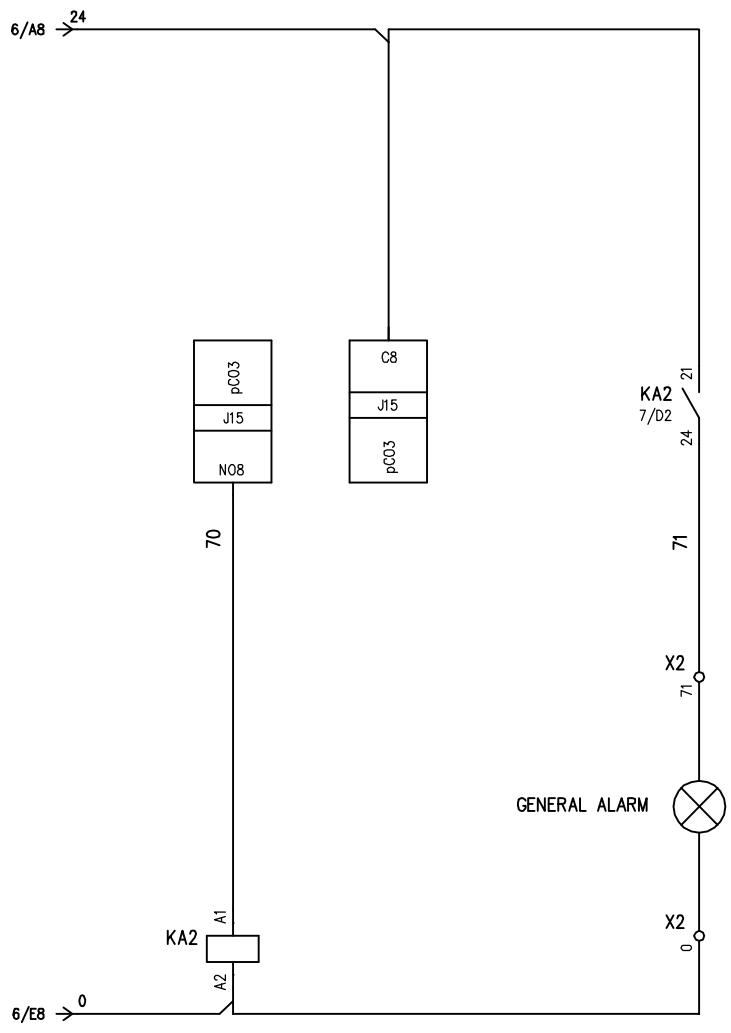 24
6/A8
C8
pCO3
J15
J15
pCO3
NO8
21
KA2
7/D2
24
70
71
X2
71
GENERAL ALARM
A1
KA2
X2
0
A2
0
6/E8